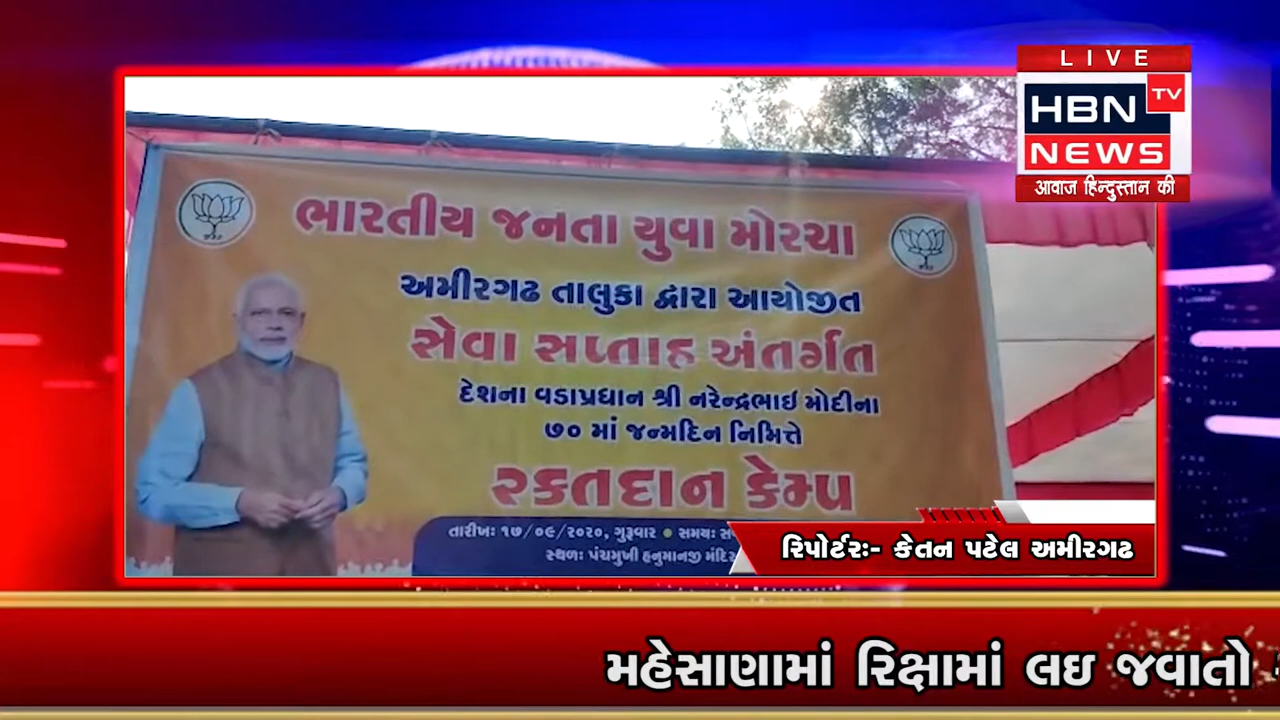 LIVE
HBN TV
NEWS
आवाज़ हिन्दुस्तान की
ભારતીય જનતા યુવા મોરચા
અમીરગઢ તાલુકા દ્વારા આયોજીત
સેવા સપ્તાહ અંતર્ગત
દેશના વડાપ્રધાન શ્રી નરેન્દ્રભાઇ મોદીના
૭૦ માં જન્મદિન નિમિત્તે
રકતદાન કેમ્પ
તારીખઃ ૧૭/૦૯/૨૦૨૦, ગુરૂવાર • સમયઃ
સ્થળઃ પંચમુખી હનુમાનજી
રિપોર્ટરઃ- કેતન પટેલ અમીરગઢ
મહેસાણામાં રિક્ષામાં લઇ જવાતો